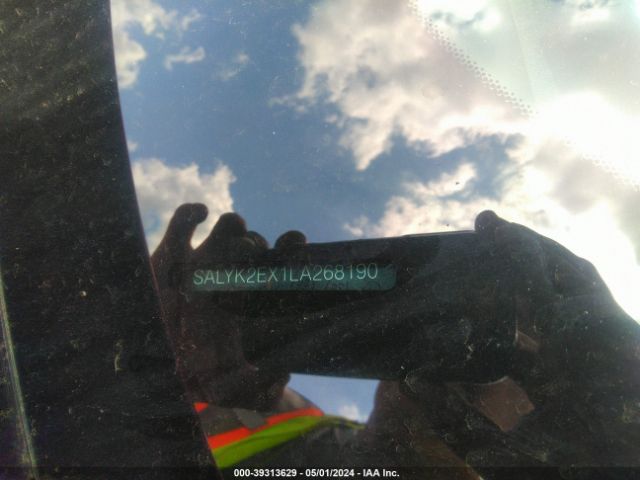 SALYK2EX1LA268190
000-39313629 - 05/01/2024 - IAA Inc.